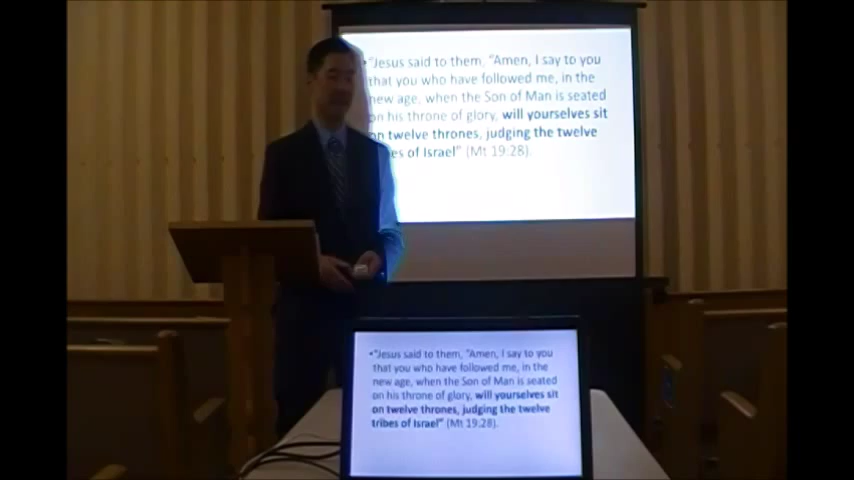 •"Jesus said to them, "Amen, I say to you
that you who have followed me, in the
new age, when the Son of Man is seated
on his throne of glory, will yourselves sit
on twelve thrones, judging the twelve
es of Israel" (Mt 19:28).
•"Jesus said to them, "Amen, I say to you
that you who have followed me, in the
new age, when the Son of Man is seated
on his throne of glory, will yourselves sit
on twelve thrones, judging the twelve
tribes of Israel" (Mt 19:28).